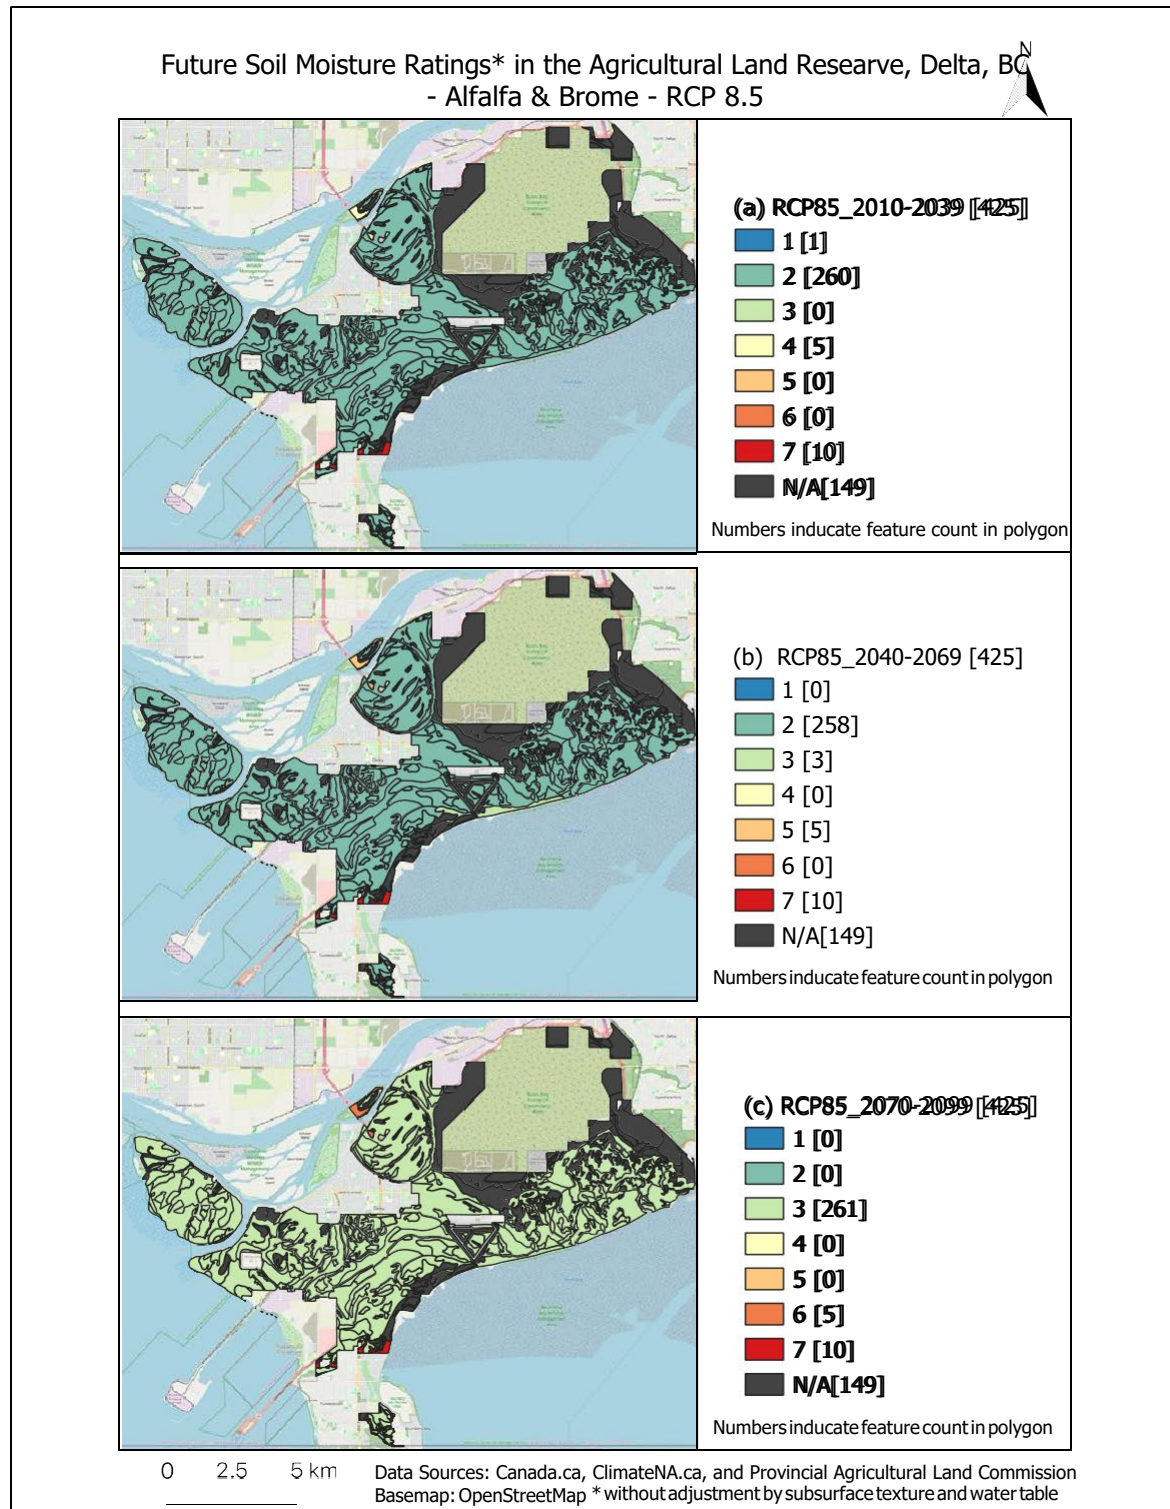 Future Soil Moisture Ratings* in the Agricultural Land Researve, Delta, BC
- Alfalfa & Brome - RCP 8.5
N
(a) RCP85_2010-2039 [425]
1 [1]
2 [260]
3 [0]
4 [5]
5 [0]
6 [0]
7 [10]
N/A[149]
Numbers inducate feature count in polygon
(b) RCP85_2040-2069 [425]
1 [0]
2 [258]
3 [3]
4 [0]
5 [5]
6 [0]
7 [10]
N/A[149]
Numbers inducate feature count in polygon
(c) RCP85_2070-2099 [425]
1 [0]
2 [0]
3 [261]
4 [0]
5 [0]
6 [5]
7 [10]
N/A[149]
Numbers inducate feature count in polygon
0 2.5 5 km
Data Sources: Canada.ca, ClimateNA.ca, and Provincial Agricultural Land Commission
Basemap: OpenStreetMap * without adjustment by subsurface texture and water table